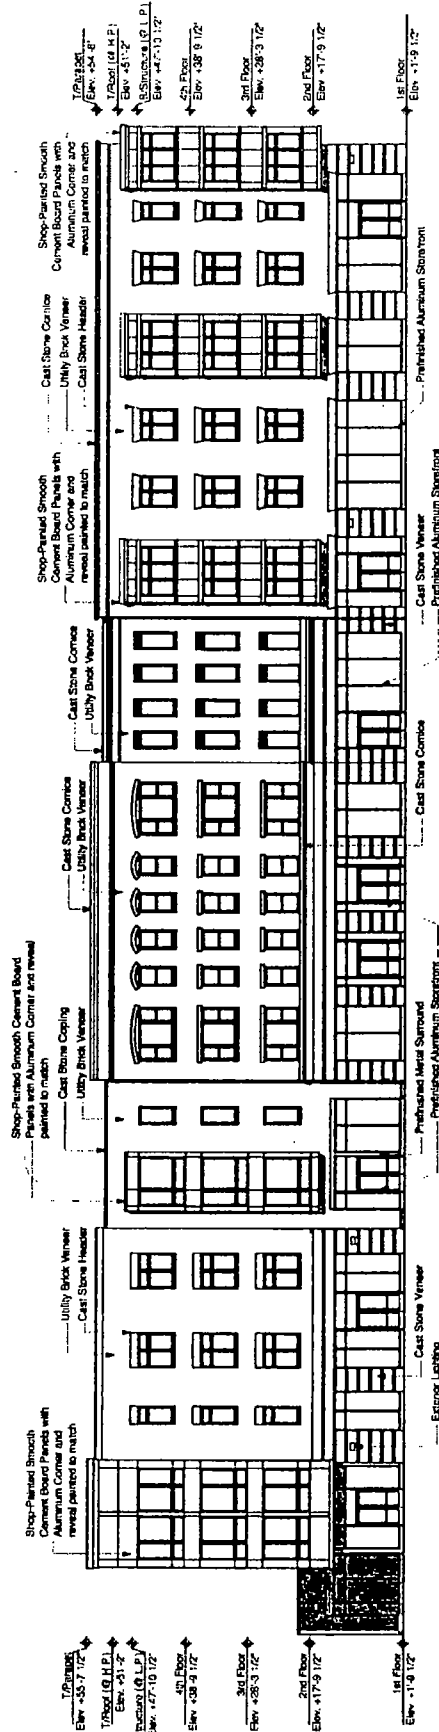 Shop-Painted Smooth
Cement Board Panels with
Aluminum Corner and
reveal painted to match
Utility Brick Veneer
Cast Stone Header
Shop-Painted Smooth Cement Board
Panels with Aluminum Corner and reveal
painted to match
Cast Stone Coping
Utility Brick Veneer
Cast Stone Cornice
Utility Brick Veneer
Cast Stone Cornice
Utility Brick Veneer
Shop-Painted Smooth
Cement Board Panels with
Aluminum Corner and
reveal painted to match
Cast Stone Cornice
Utility Brick Veneer
Cast Stone Header
Shop-Painted Smooth
Cement Board Panels with
Aluminum Corner and
reveal painted to match
T/Parapet
Elev. +55'-7 1/2"
T/Roof (@ H.P.)
Elev. +51'-2"
ructure (@ L.P.)
Elev. +47'-10 1/2"
4th Floor
Elev. +38'-9 1/2"
3rd Floor
Elev. +28'-3 1/2"
2nd Floor
Elev. +17'-9 1/2"
1st Floor
Elev. +1'-9 1/2"
T/Parapet
Elev. +54'-8"
T/Roof (@ H.P.)
Elev. +51'-2"
B/Structure (@ L.P.)
Elev. +47'-10 1/2"
4th Floor
Elev. +38'-9 1/2"
3rd Floor
Elev. +28'-3 1/2"
2nd Floor
Elev. +17'-9 1/2"
1st Floor
Elev. +1'-9 1/2"
Exterior Lighting
Cast Stone Veneer
Prefinished Metal Surround
Prefinished Aluminum Storefront
Cast Stone Cornice
Cast Stone Veneer
Prefinished Aluminum Storefront
Prefinished Aluminum Storefront